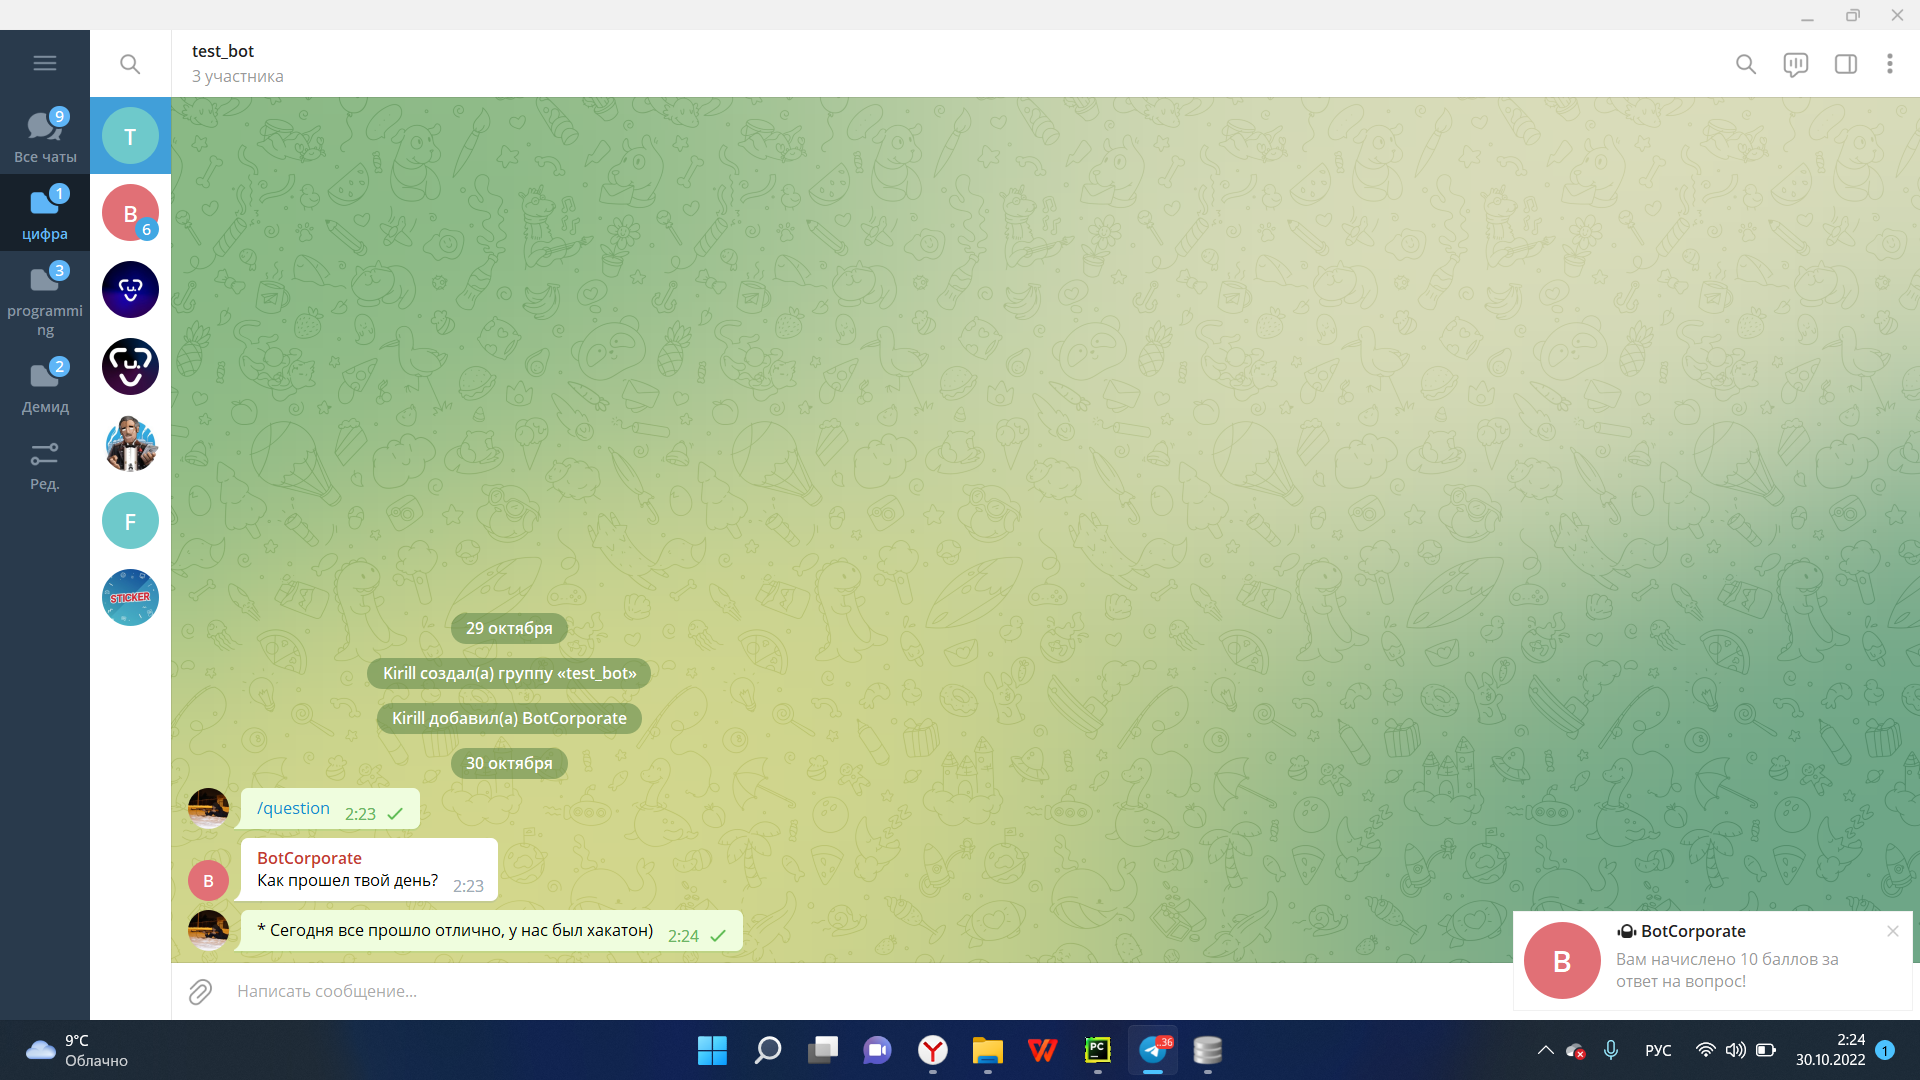 test_bot
3 участника
9
Все чаты
1
цифра
3
programmi
ng
2
Демид
Ред.
T
B
6
F
STICKER
29 октября
Kirill создал(а) группу «test_bot»
Kirill добавил(а) BotCorporate
30 октября
/question 2:23
BotCorporate
B
Как прошел твой день? 2:23
* Сегодня все прошло отлично, у нас был хакатон) 2:24
Написать сообщение...
B
BotCorporate
Вам начислено 10 баллов за
ответ на вопрос!
9°C
Облачно
PC
..36
РУС
2:24
30.10.2022
1